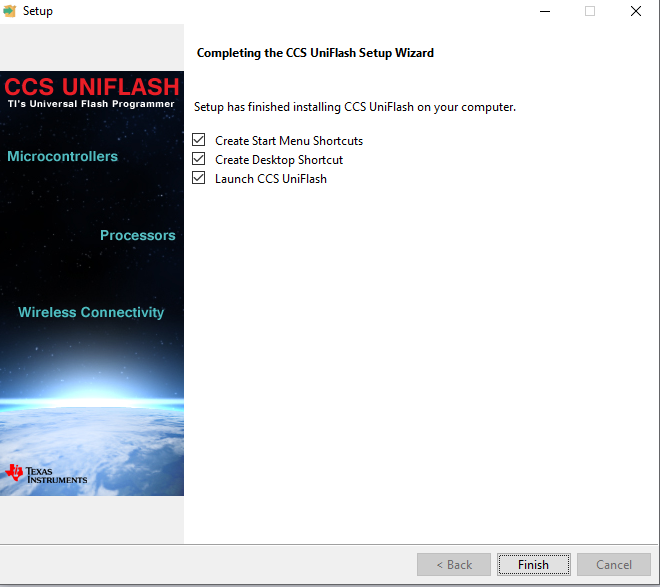 Setup
Completing the CCS UniFlash Setup Wizard
CCS UNIFLASH
TI's Universal Flash Programmer
Microcontrollers
Processors
Wireless Connectivity
TEXAS
INSTRUMENTS
Setup has finished installing CCS UniFlash on your computer.
Create Start Menu Shortcuts
Create Desktop Shortcut
Launch CCS UniFlash
< Back
Finish
Cancel